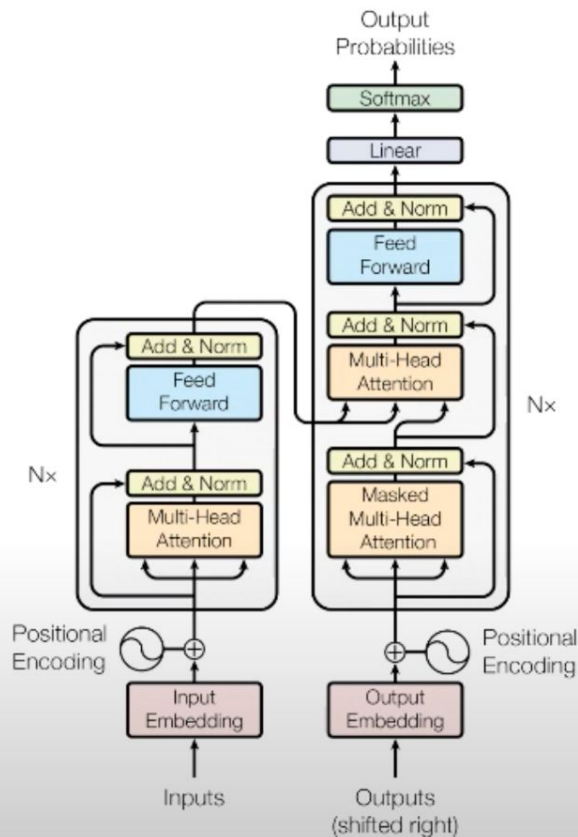 Output
Probabilities
Softmax
Linear
Add & Norm
Feed
Forward
Add & Norm
Multi-Head
Attention
Nx
Add & Norm
Masked
Multi-Head
Attention
Add & Norm
Feed
Forward
Nx
Add & Norm
Multi-Head
Attention
Positional
Encoding
Positional
Encoding
Input
Embedding
Output
Embedding
Inputs
Outputs
(shifted right)